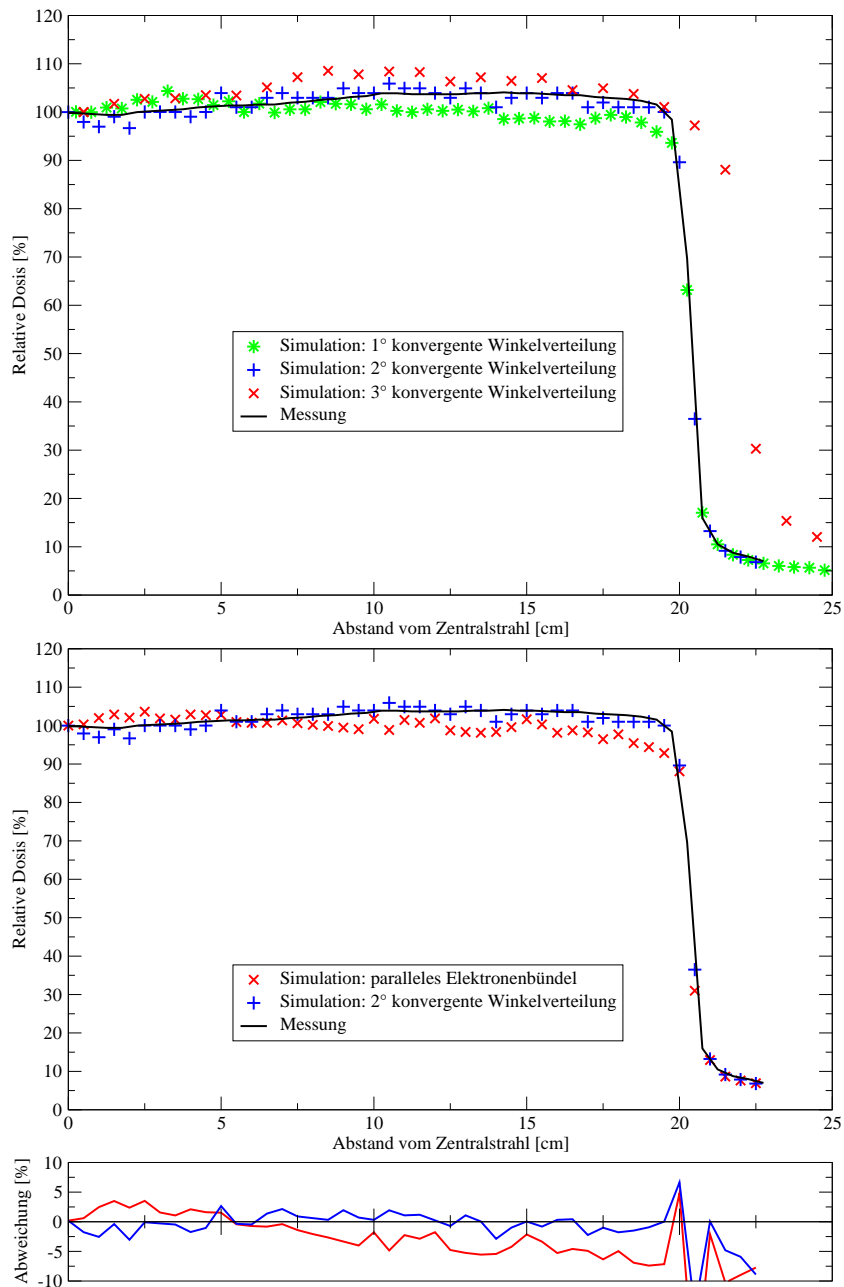 120
110
100
90
80
70
60
50
40
30
20
10
0
Relative Dosis [%]
Simulation: 1° konvergente Winkelverteilung
Simulation: 2° konvergente Winkelverteilung
Simulation: 3° konvergente Winkelverteilung
Messung
0 5 10 15 20 25
Abstand vom Zentralstrahl [cm]
120
110
100
90
80
70
60
50
40
30
20
10
0
Relative Dosis [%]
Simulation: paralleles Elektronenbündel
Simulation: 2° konvergente Winkelverteilung
Messung
0 5 10 15 20 25
Abstand vom Zentralstrahl [cm]
10
5
0
-5
-10
Abweichung [%]